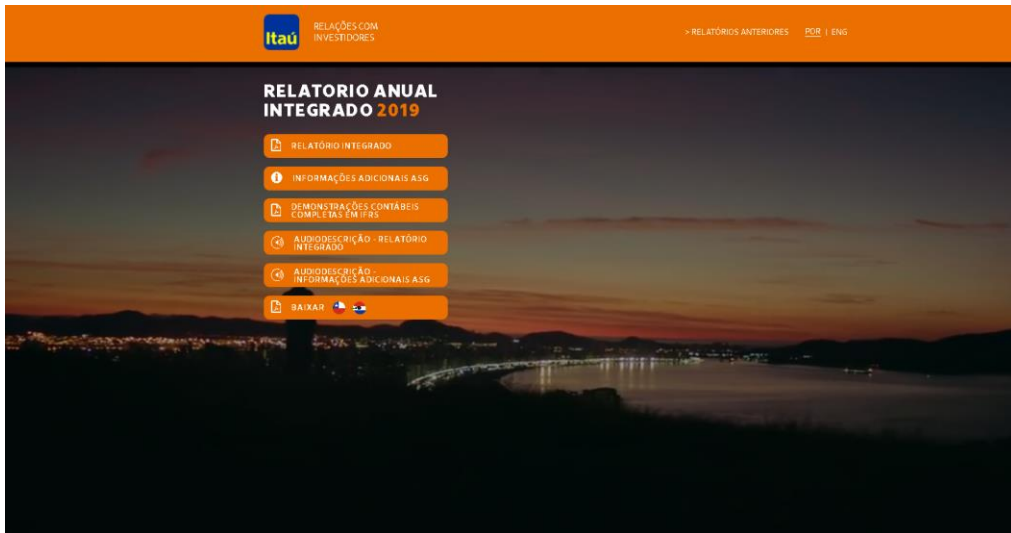 Itaú
RELAÇÕES COM
INVESTIDORES
> RELATÓRIOS ANTERIORES POR | ENG
RELATORIO ANUAL
INTEGRADO 2019
RELATÓRIO INTEGRADO
INFORMAÇÕES ADICIONAIS ASG
DEMONSTRAÇÕES CONTÁBEIS
COMPLETAS EM IFRS
AUDIODESCRIÇÃO - RELATÓRIO
INTEGRADO
AUDIODESCRIÇÃO -
INFORMAÇÕES ADICIONAIS ASG
BAIXAR